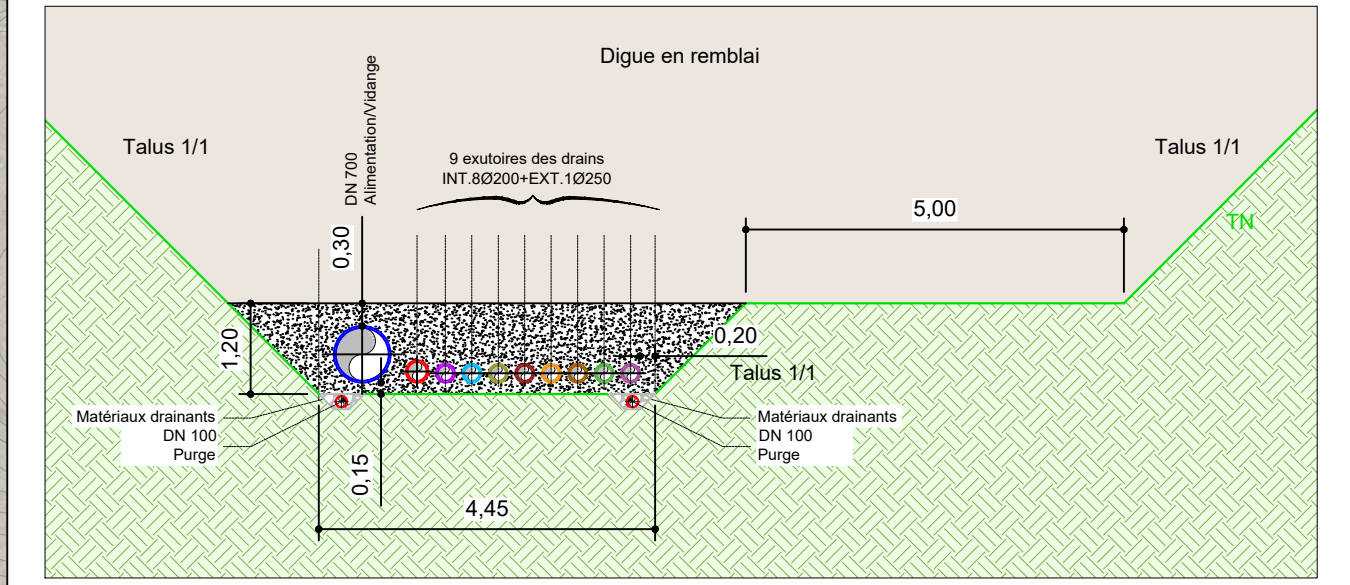 Digue en remblai
Talus 1/1
Talus 1/1
DN 700
Alimentation/Vidange
9 exutoires des drains
INT.8Ø200+EXT.1Ø250
5,00
TN
0,30
1,20
0,20
Talus 1/1
Matériaux drainants
DN 100
Purge
Matériaux drainants
DN 100
Purge
0,15
4,45